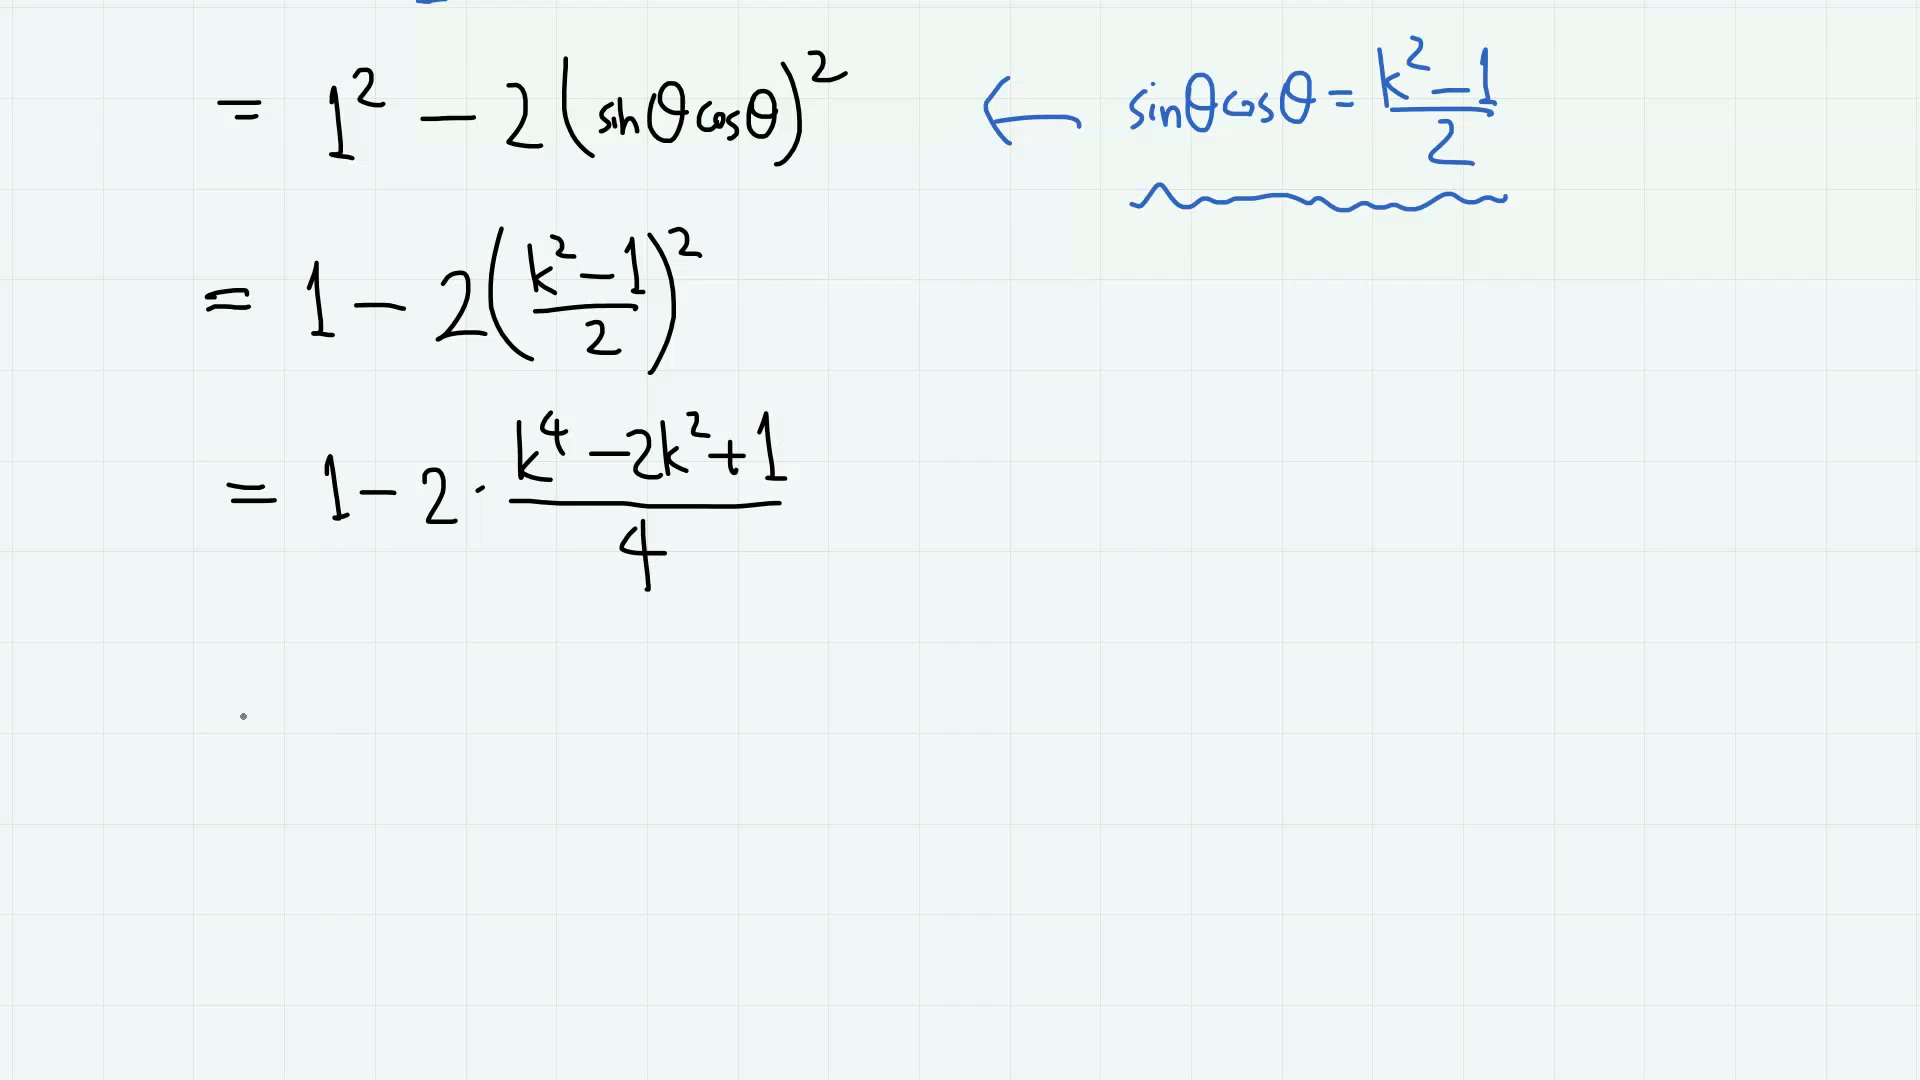 = 1² − 2(sinθcosθ)² ← sinθcosθ = (k² − 1)/2
= 1 − 2((k² − 1)/2)²
= 1 − 2 · (k⁴ − 2k² + 1)/4